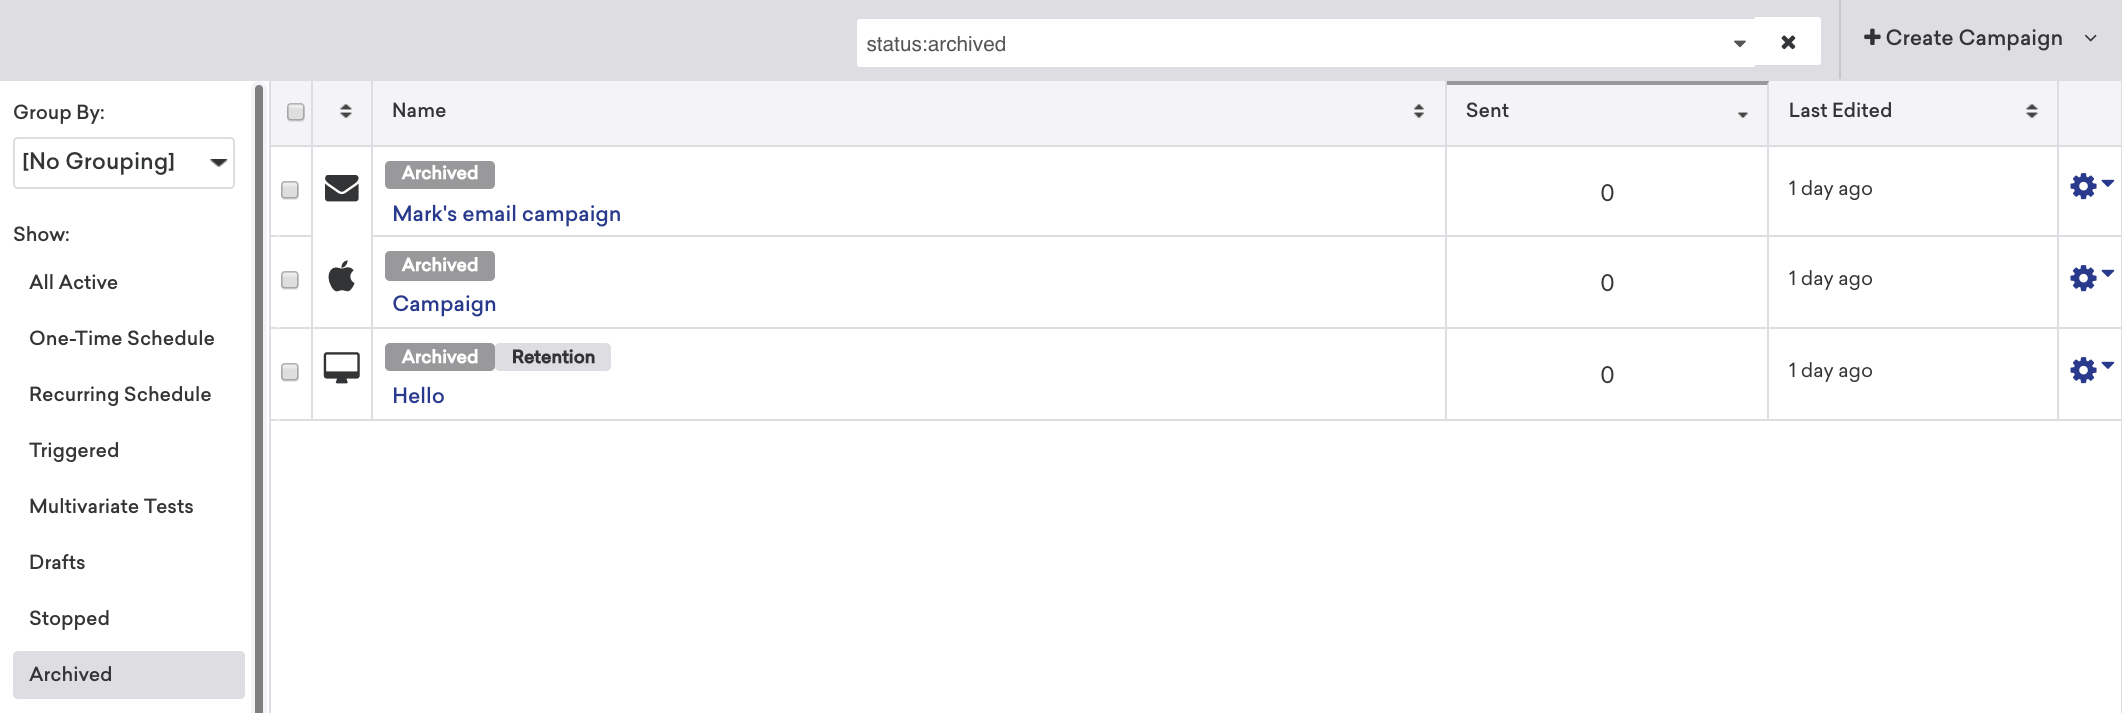 status:archived
Create Campaign
Group By:
[No Grouping]
Show:
All Active
One-Time Schedule
Recurring Schedule
Triggered
Multivariate Tests
Drafts
Stopped
Archived
Name Sent Last Edited
Archived
Mark's email campaign 0 1 day ago
Archived
Campaign 0 1 day ago
Archived Retention
Hello 0 1 day ago